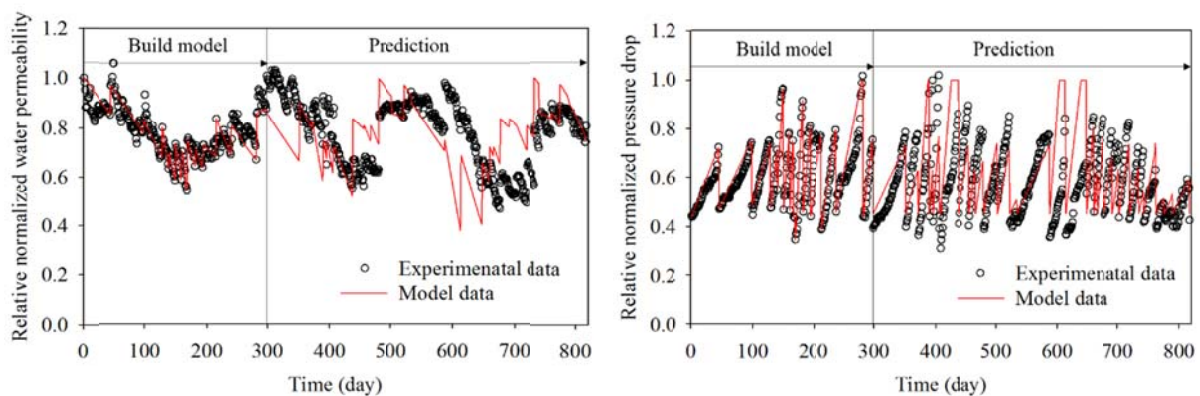 Relative normalized water permeability
1.2
1.0
0.8
0.6
0.4
0.2
0.0
Build model
Prediction
Experimenatal data
Model data
0 100 200 300 400 500 600 700 800
Time (day)
Relative normalized pressure drop
1.2
1.0
0.8
0.6
0.4
0.2
0.0
Build model
Prediction
Experimental data
Model data
0 100 200 300 400 500 600 700 800
Time (day)